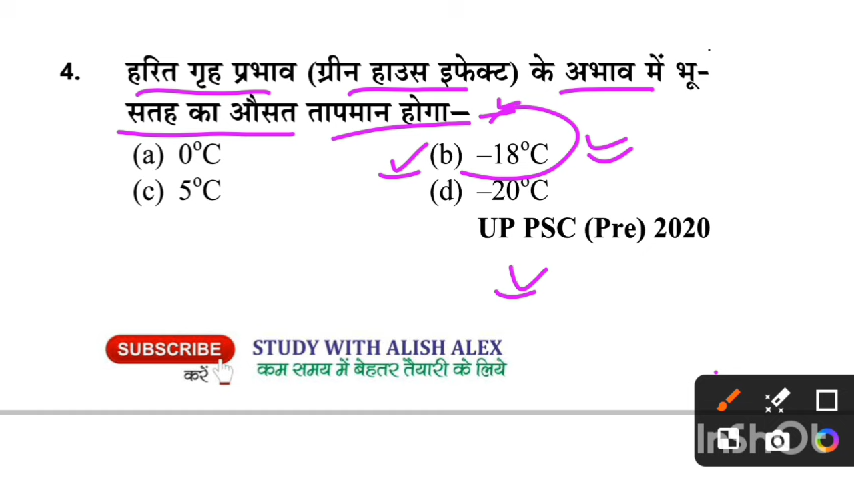 4. हरित गृह प्रभाव (ग्रीन हाउस इफेक्ट) के अभाव में भू-
सतह का औसत तापमान होगा–
(a) 0°C (b) –18°C
(c) 5°C (d) –20°C
UP PSC (Pre) 2020
SUBSCRIBE
करें
STUDY WITH ALISH ALEX
कम समय में बेहतर तैयारी के लिये
InShOt